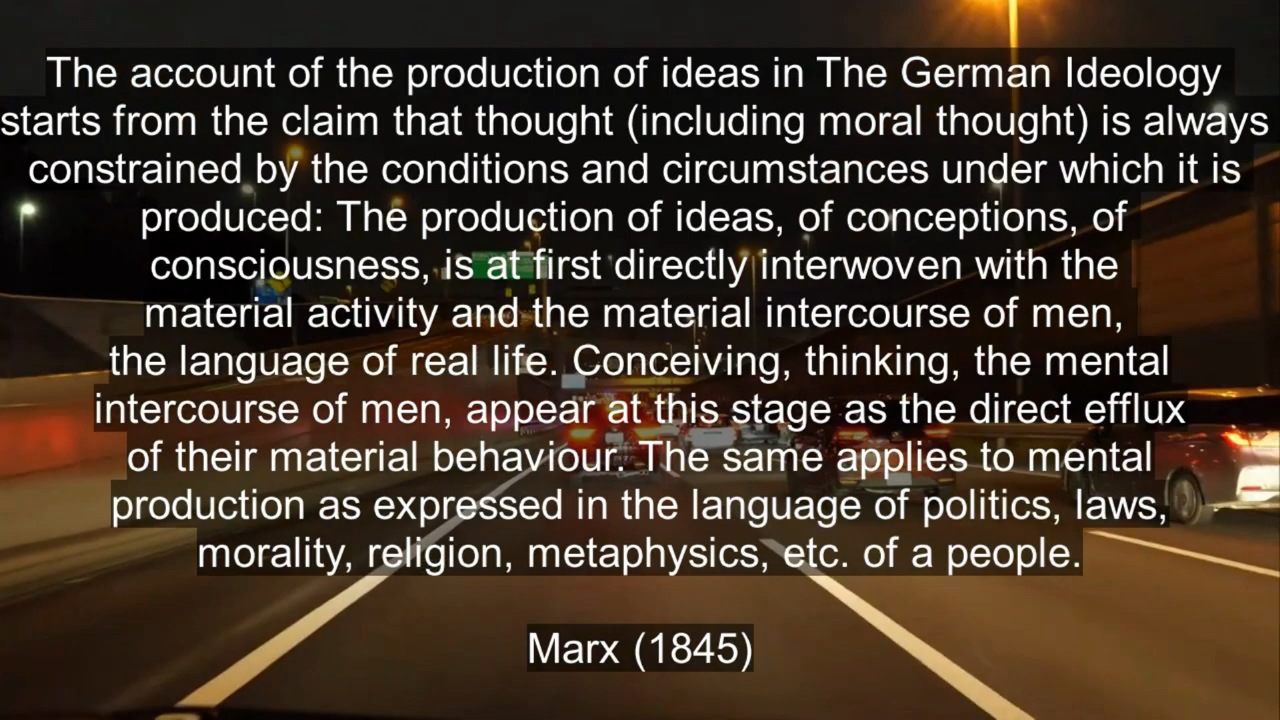 The account of the production of ideas in The German Ideology
starts from the claim that thought (including moral thought) is always
constrained by the conditions and circumstances under which it is
produced: The production of ideas, of conceptions, of
consciousness, is at first directly interwoven with the
material activity and the material intercourse of men,
the language of real life. Conceiving, thinking, the mental
intercourse of men, appear at this stage as the direct efflux
of their material behaviour. The same applies to mental
production as expressed in the language of politics, laws,
morality, religion, metaphysics, etc. of a people.
Marx (1845)